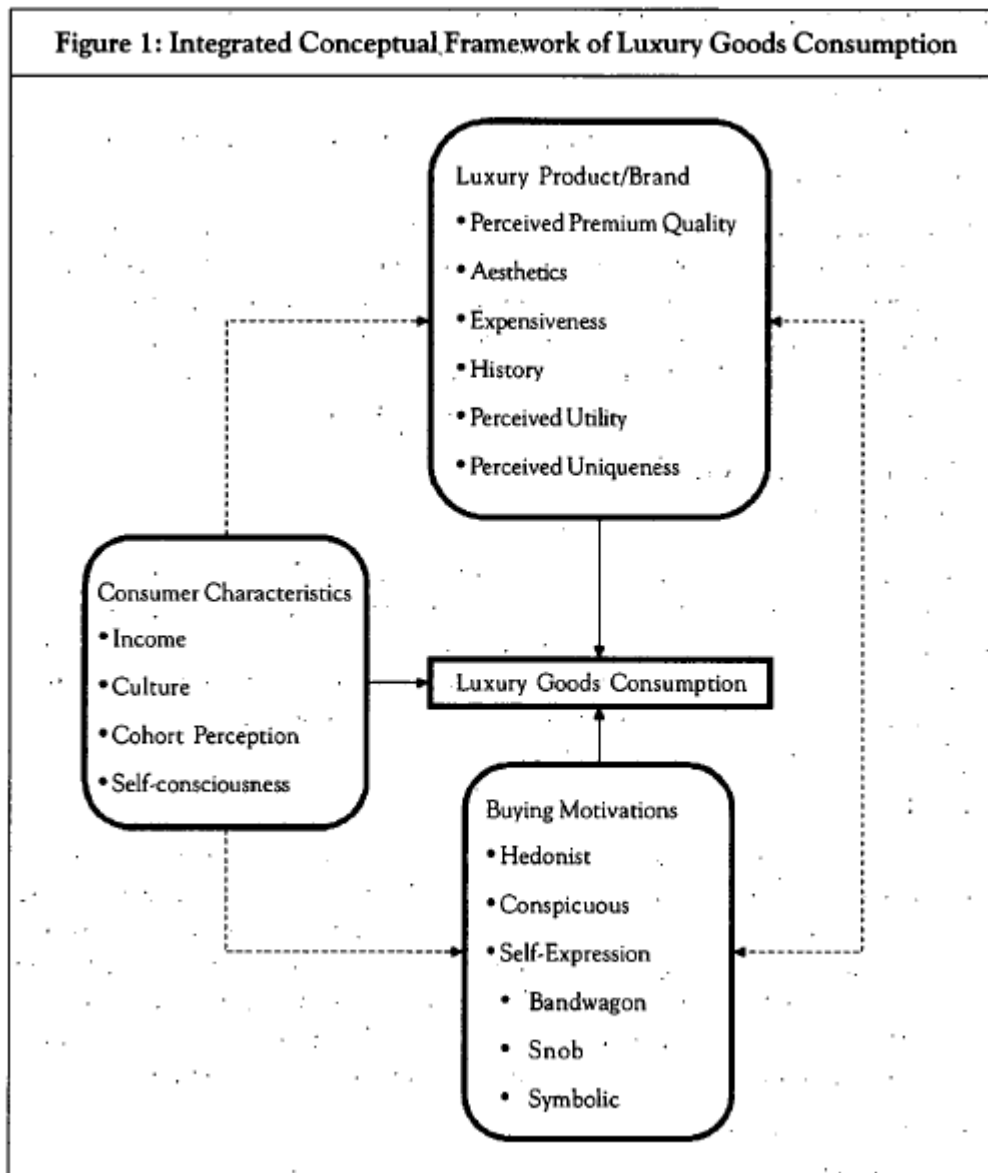 Figure 1: Integrated Conceptual Framework of Luxury Goods Consumption
Luxury Product/Brand
• Perceived Premium Quality
• Aesthetics
• Expensiveness
• History
• Perceived Utility
• Perceived Uniqueness
Consumer Characteristics
• Income
• Culture
• Cohort Perception
• Self-consciousness
Luxury Goods Consumption
Buying Motivations
• Hedonist
• Conspicuous
• Self-Expression
• Bandwagon
• Snob
• Symbolic